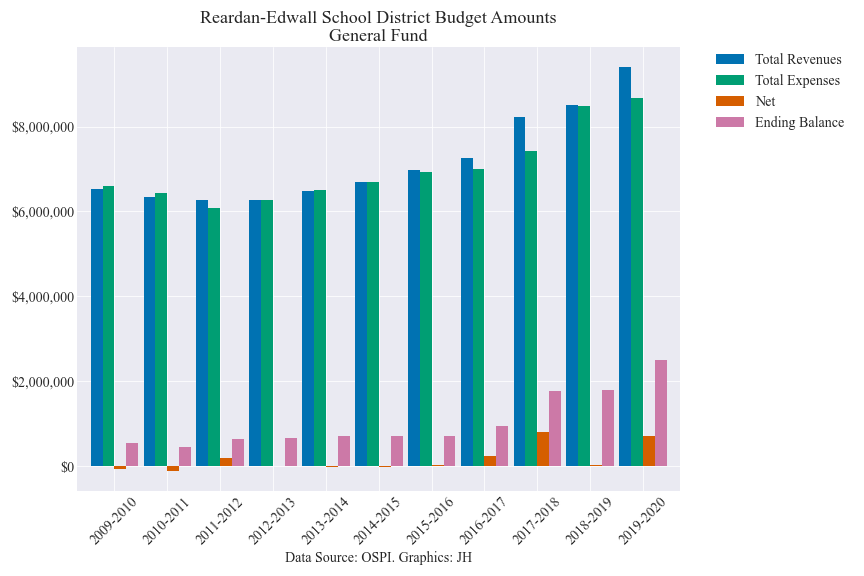 Reardan-Edwall School District Budget Amounts
General Fund
Total Revenues
Total Expenses
Net
Ending Balance
$8,000,000
$6,000,000
$4,000,000
$2,000,000
$0
2009-2010
2010-2011
2011-2012
2012-2013
2013-2014
2014-2015
2015-2016
2016-2017
2017-2018
2018-2019
2019-2020
Data Source: OSPI. Graphics: JH